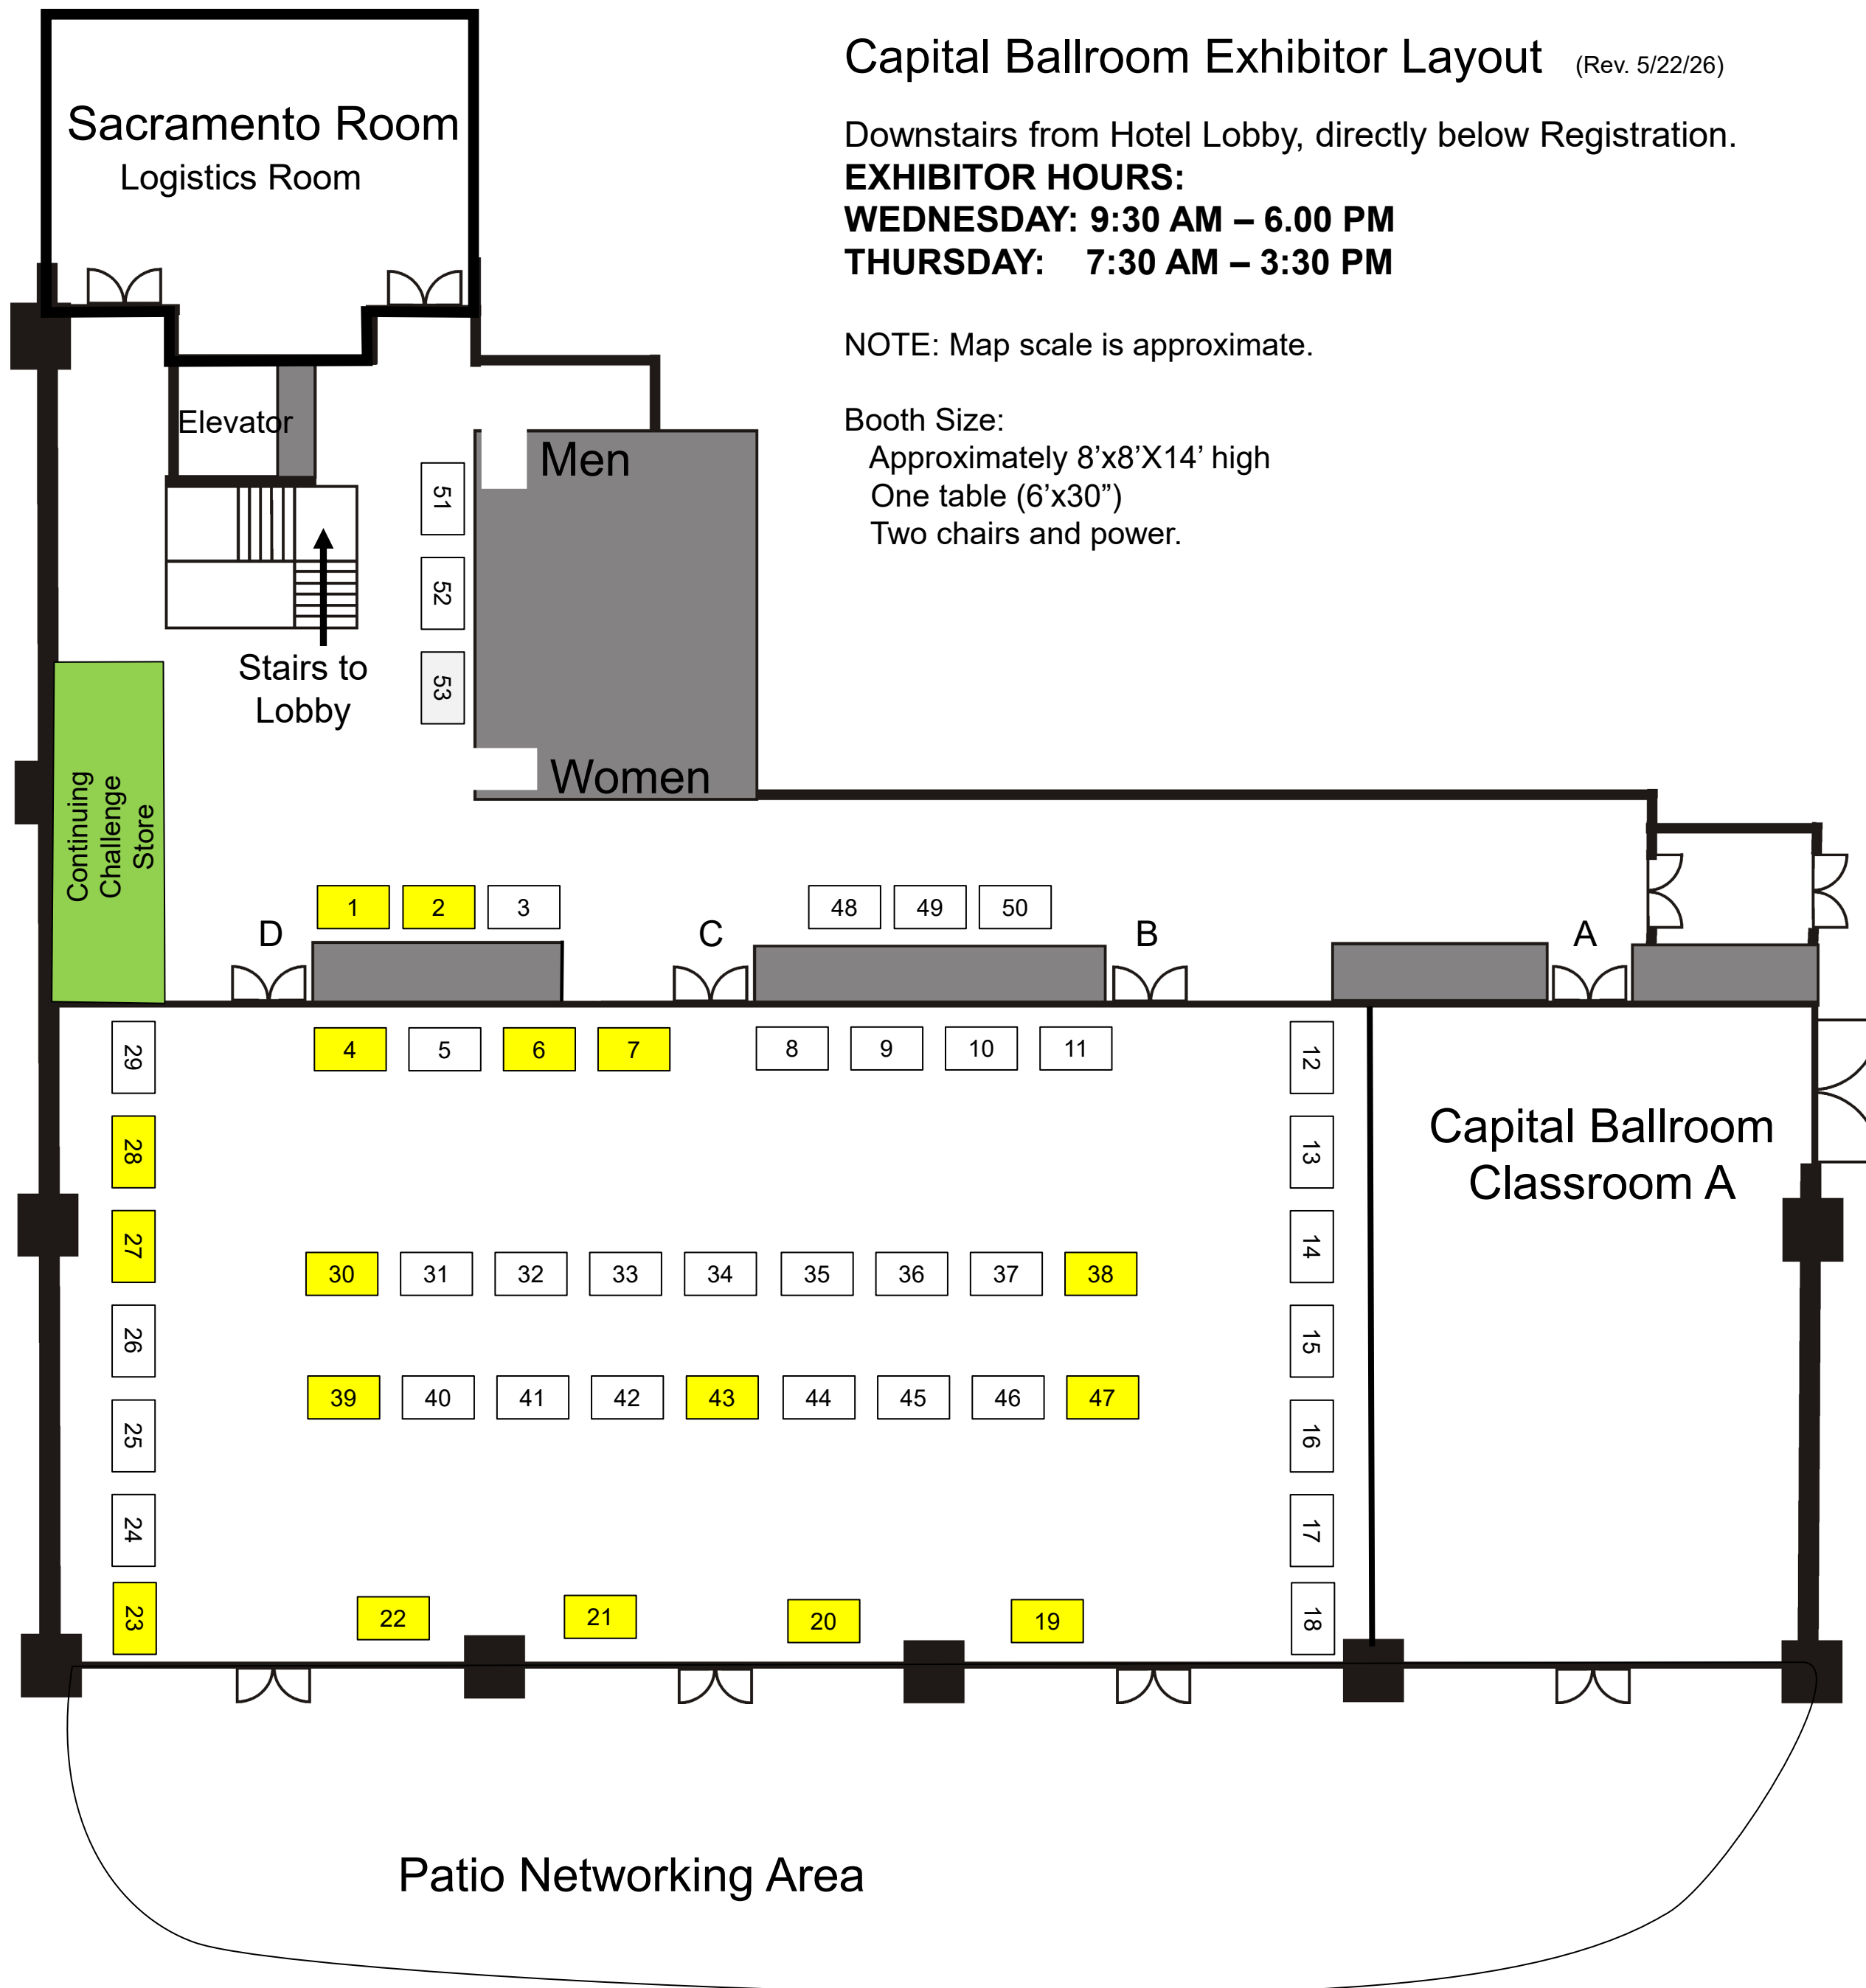 Capital Ballroom Exhibitor Layout (Rev. 5/22/26)
Downstairs from Hotel Lobby, directly below Registration.
EXHIBITOR HOURS:
WEDNESDAY: 9:30 AM – 6.00 PM
THURSDAY: 7:30 AM – 3:30 PM
NOTE: Map scale is approximate.
Booth Size:
Approximately 8’x8’X14’ high
One table (6’x30”)
Two chairs and power.
Sacramento Room
Logistics Room
Elevator
Men
51
52
53
Stairs to
Lobby
Women
Continuing
Challenge
Store
1 2 3 48 49 50
D C B A
4 5 6 7 8 9 10 11
29
28
27
26
25
24
23
12
13
14
15
16
17
18
Capital Ballroom
Classroom A
30 31 32 33 34 35 36 37 38
39 40 41 42 43 44 45 46 47
22 21 20 19
Patio Networking Area